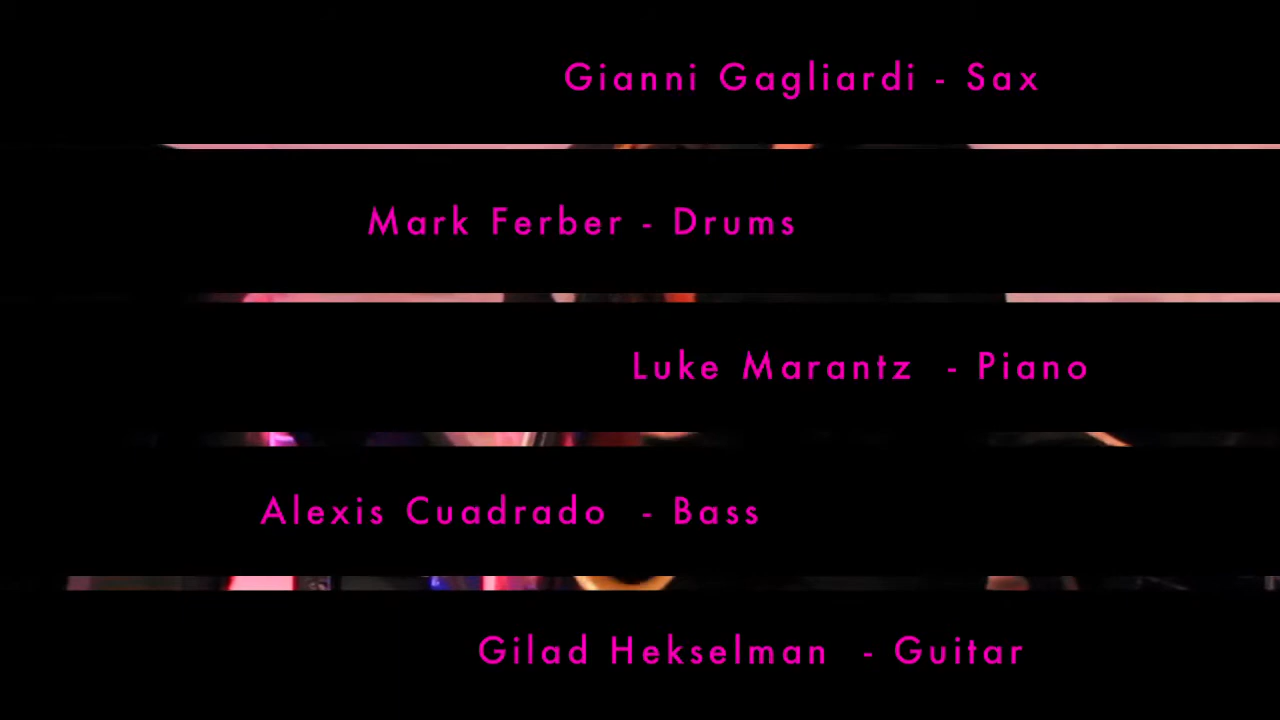 Gianni Gagliardi - Sax
Mark Ferber - Drums
Luke Marantz - Piano
Alexis Cuadrado - Bass
Gilad Hekselman - Guitar